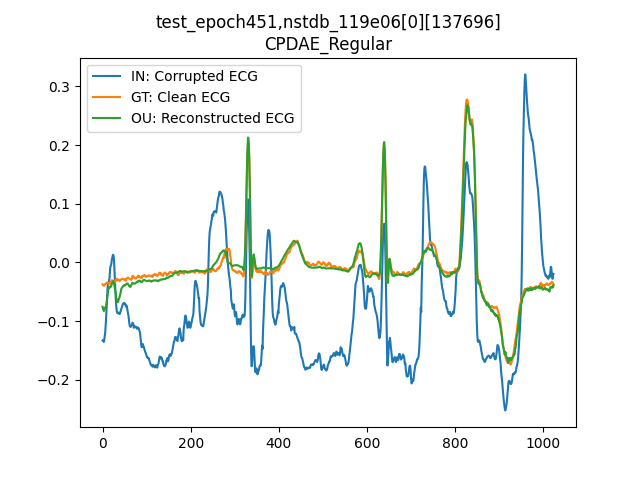 test_epoch451,nstdb_119e06[0][137696]
CPDAE_Regular
IN: Corrupted ECG
GT: Clean ECG
OU: Reconstructed ECG
0.3
0.2
0.1
0.0
−0.1
−0.2
0 200 400 600 800 1000